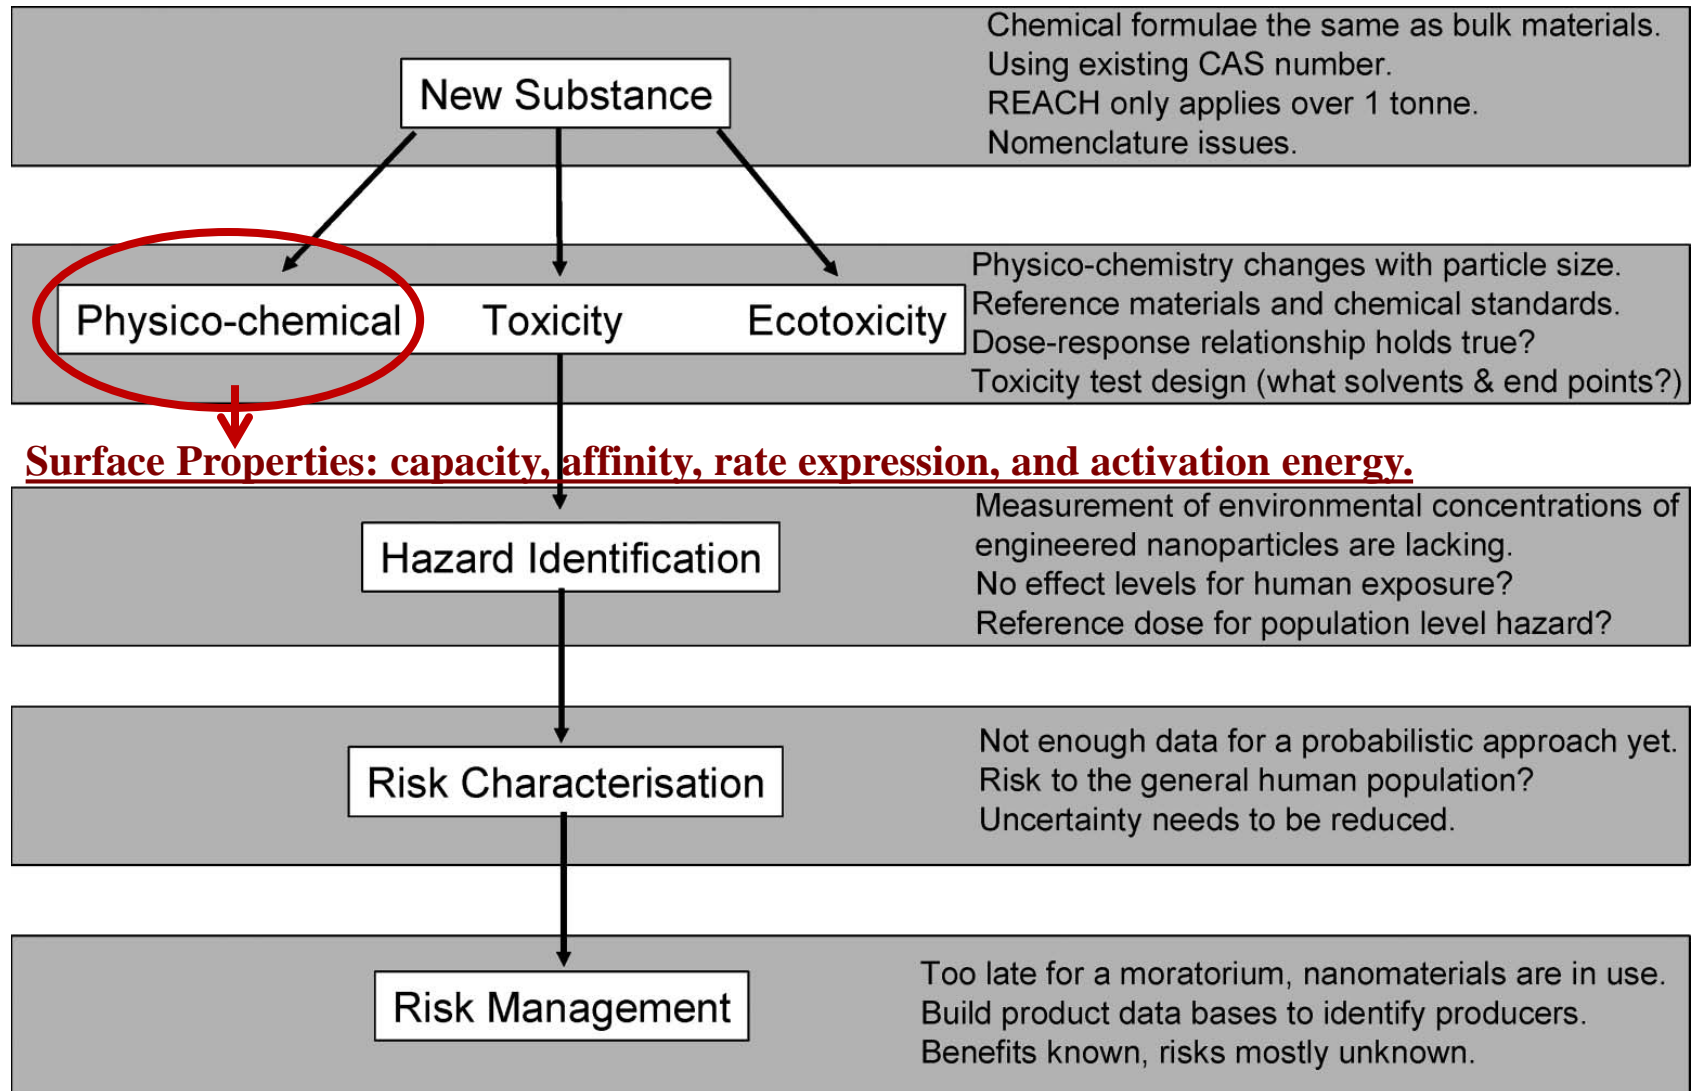 Chemical formulae the same as bulk materials.
Using existing CAS number.
REACH only applies over 1 tonne.
Nomenclature issues.
New Substance
Physico-chemical
Toxicity
Ecotoxicity
Physico-chemistry changes with particle size.
Reference materials and chemical standards.
Dose-response relationship holds true?
Toxicity test design (what solvents & end points?)
Surface Properties: capacity, affinity, rate expression, and activation energy.
Hazard Identification
Measurement of environmental concentrations of
engineered nanoparticles are lacking.
No effect levels for human exposure?
Reference dose for population level hazard?
Risk Characterisation
Not enough data for a probabilistic approach yet.
Risk to the general human population?
Uncertainty needs to be reduced.
Risk Management
Too late for a moratorium, nanomaterials are in use.
Build product data bases to identify producers.
Benefits known, risks mostly unknown.